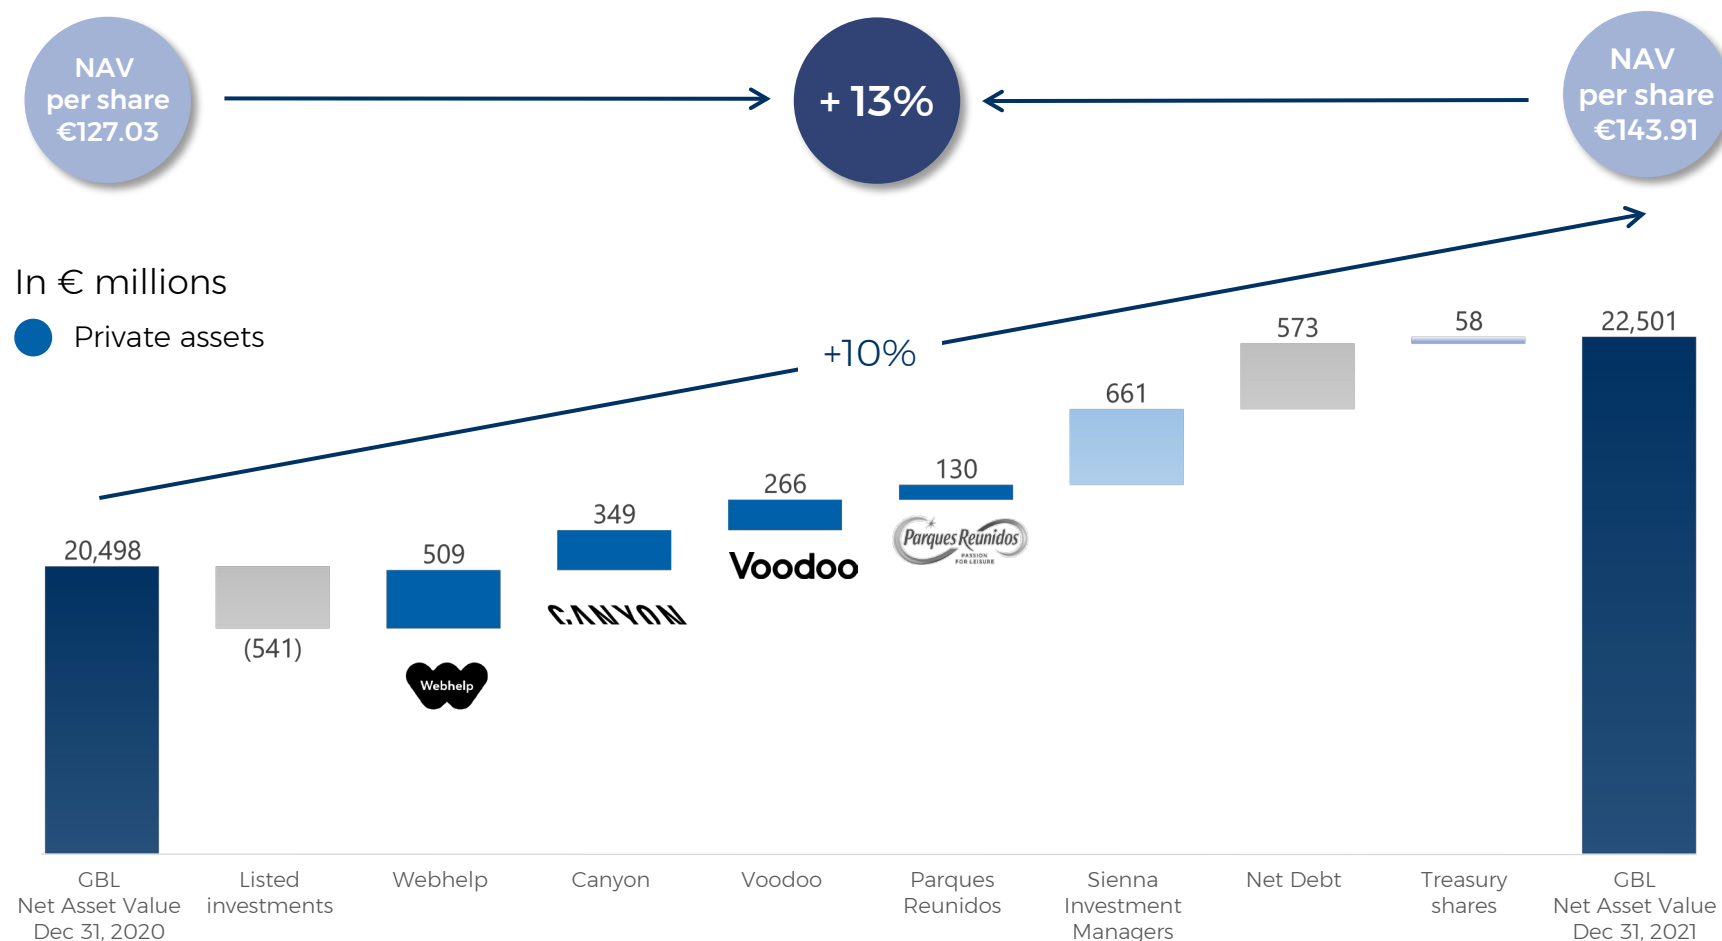 NAV
per share
€127.03
+ 13%
NAV
per share
€143.91
In € millions
Private assets
+10%
20,498
(541)
509
Webhelp
349
CANYON
266
Voodoo
130
Parques Reunidos
PASSION
FOR LEISURE
661
573
58
22,501
GBL
Net Asset Value
Dec 31, 2020
Listed
investments
Webhelp
Canyon
Voodoo
Parques
Reunidos
Sienna
Investment
Managers
Net Debt
Treasury
shares
GBL
Net Asset Value
Dec 31, 2021